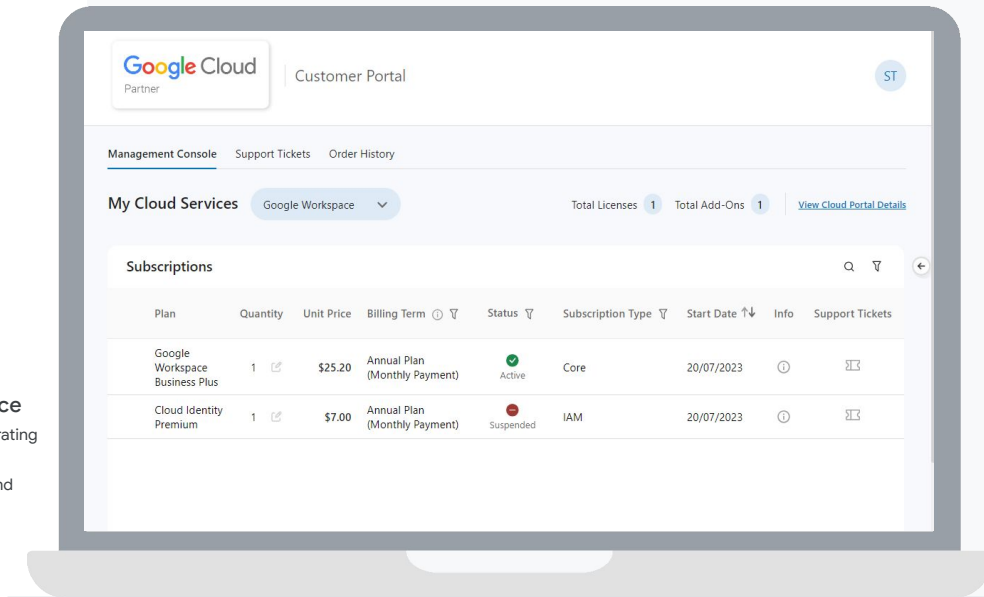 Google Cloud
Partner
Customer Portal
ST
Management Console Support Tickets Order History
My Cloud Services Google Workspace Total Licenses 1 Total Add-Ons 1 View Cloud Portal Details
Subscriptions
Plan Quantity Unit Price Billing Term Status Subscription Type Start Date Info Support Tickets
Google
Workspace
Business Plus
1 $25.20
Annual Plan
(Monthly Payment)
Active
Core 20/07/2023
Cloud Identity
Premium
1 $7.00
Annual Plan
(Monthly Payment)
Suspended
IAM 20/07/2023
ce
rating
nd